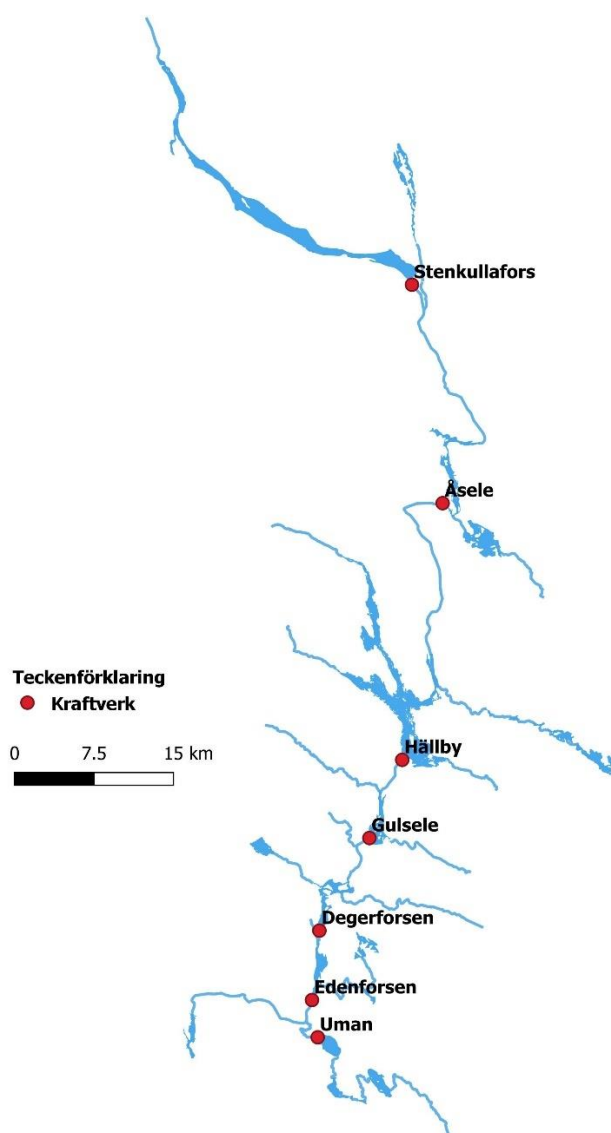 Stenkullafors
Åsele
Teckenförklaring
Kraftverk
0 7.5 15 km
Hällby
Gulsele
Degerforsen
Edenforsen
Uman